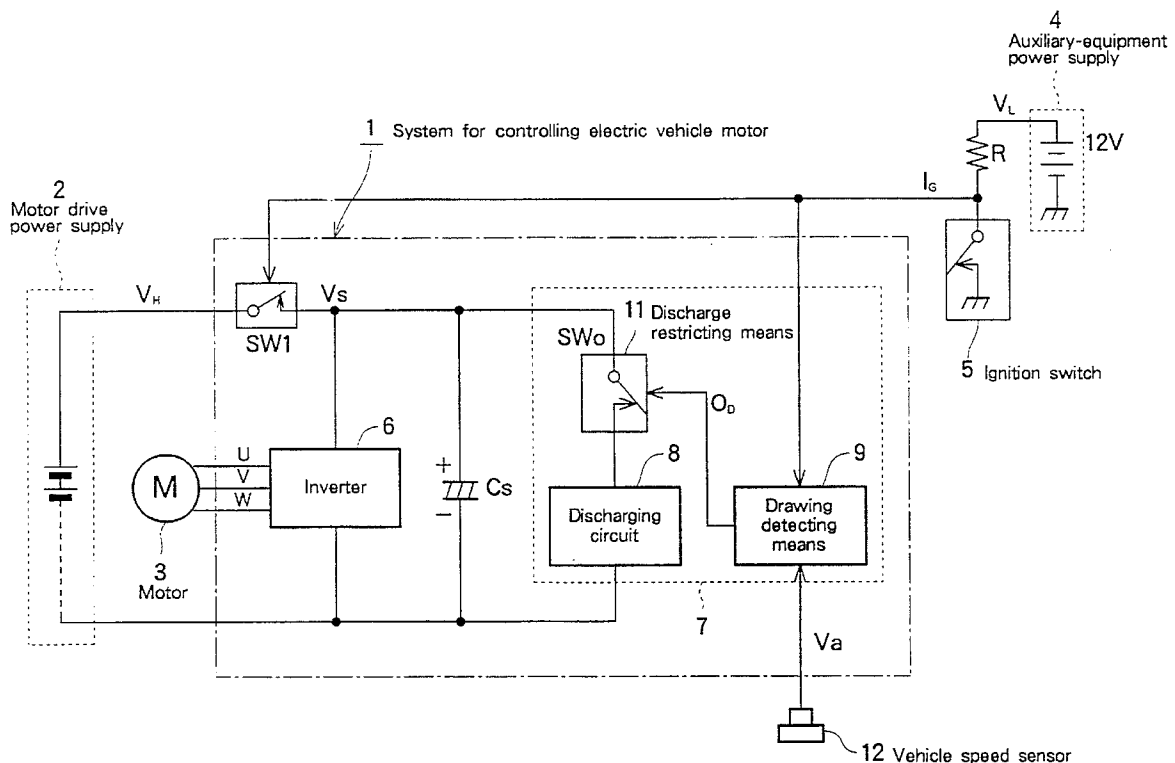 4
Auxiliary-equipment
power supply
V_L
12V
R
1 System for controlling electric vehicle motor
I_G
2
Motor drive
power supply
V_H
Vs
SW1
11 Discharge
restricting means
SWo
5 Ignition switch
O_D
6
8
9
U
V
W
M
Inverter
+
Cs
−
Discharging
circuit
Drawing
detecting
means
3
Motor
7
Va
12 Vehicle speed sensor